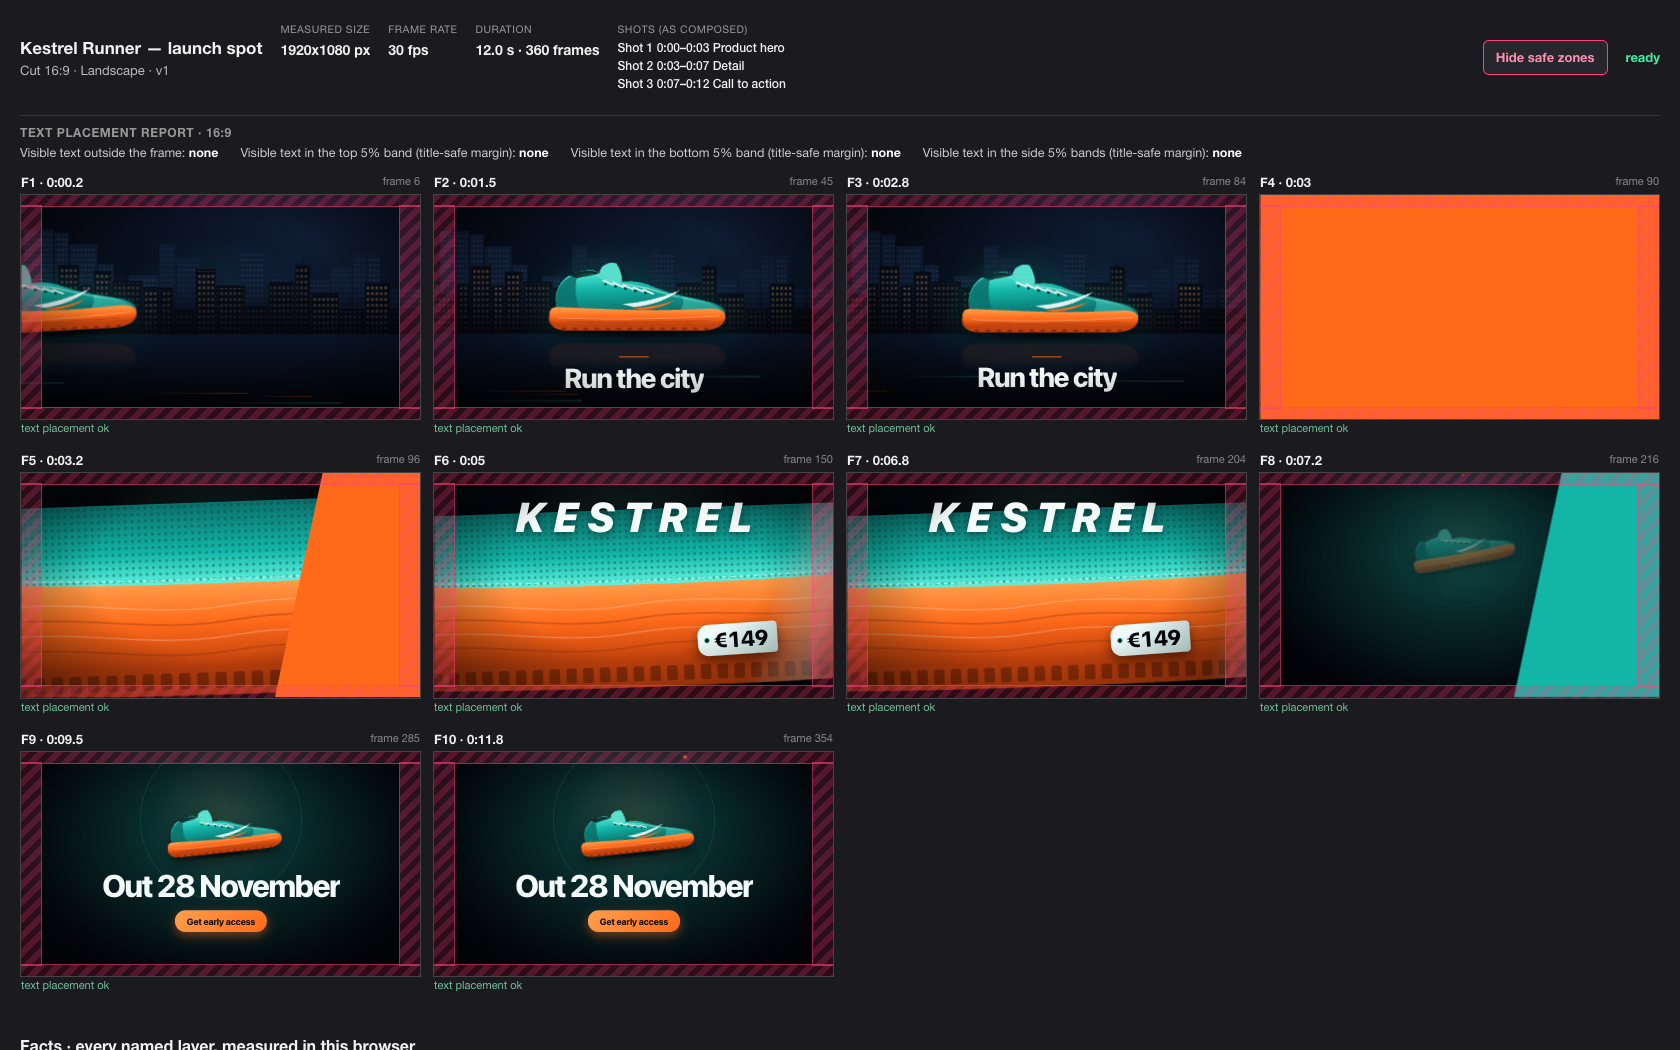 Kestrel Runner — launch spot
Cut 16:9 · Landscape · v1
MEASURED SIZE
1920x1080 px
FRAME RATE
30 fps
DURATION
12.0 s · 360 frames
SHOTS (AS COMPOSED)
Shot 1 0:00–0:03 Product hero
Shot 2 0:03–0:07 Detail
Shot 3 0:07–0:12 Call to action
Hide safe zones
ready
TEXT PLACEMENT REPORT · 16:9
Visible text outside the frame: none
Visible text in the top 5% band (title-safe margin): none
Visible text in the bottom 5% band (title-safe margin): none
Visible text in the side 5% bands (title-safe margin): none
F1 · 0:00.2
frame 6
text placement ok
F2 · 0:01.5
frame 45
Run the city
text placement ok
F3 · 0:02.8
frame 84
Run the city
text placement ok
F4 · 0:03
frame 90
text placement ok
F5 · 0:03.2
frame 96
text placement ok
F6 · 0:05
frame 150
KESTREL
€149
text placement ok
F7 · 0:06.8
frame 204
KESTREL
€149
text placement ok
F8 · 0:07.2
frame 216
text placement ok
F9 · 0:09.5
frame 285
Out 28 November
Get early access
text placement ok
F10 · 0:11.8
frame 354
Out 28 November
Get early access
text placement ok
Facts · every named layer, measured in this browser